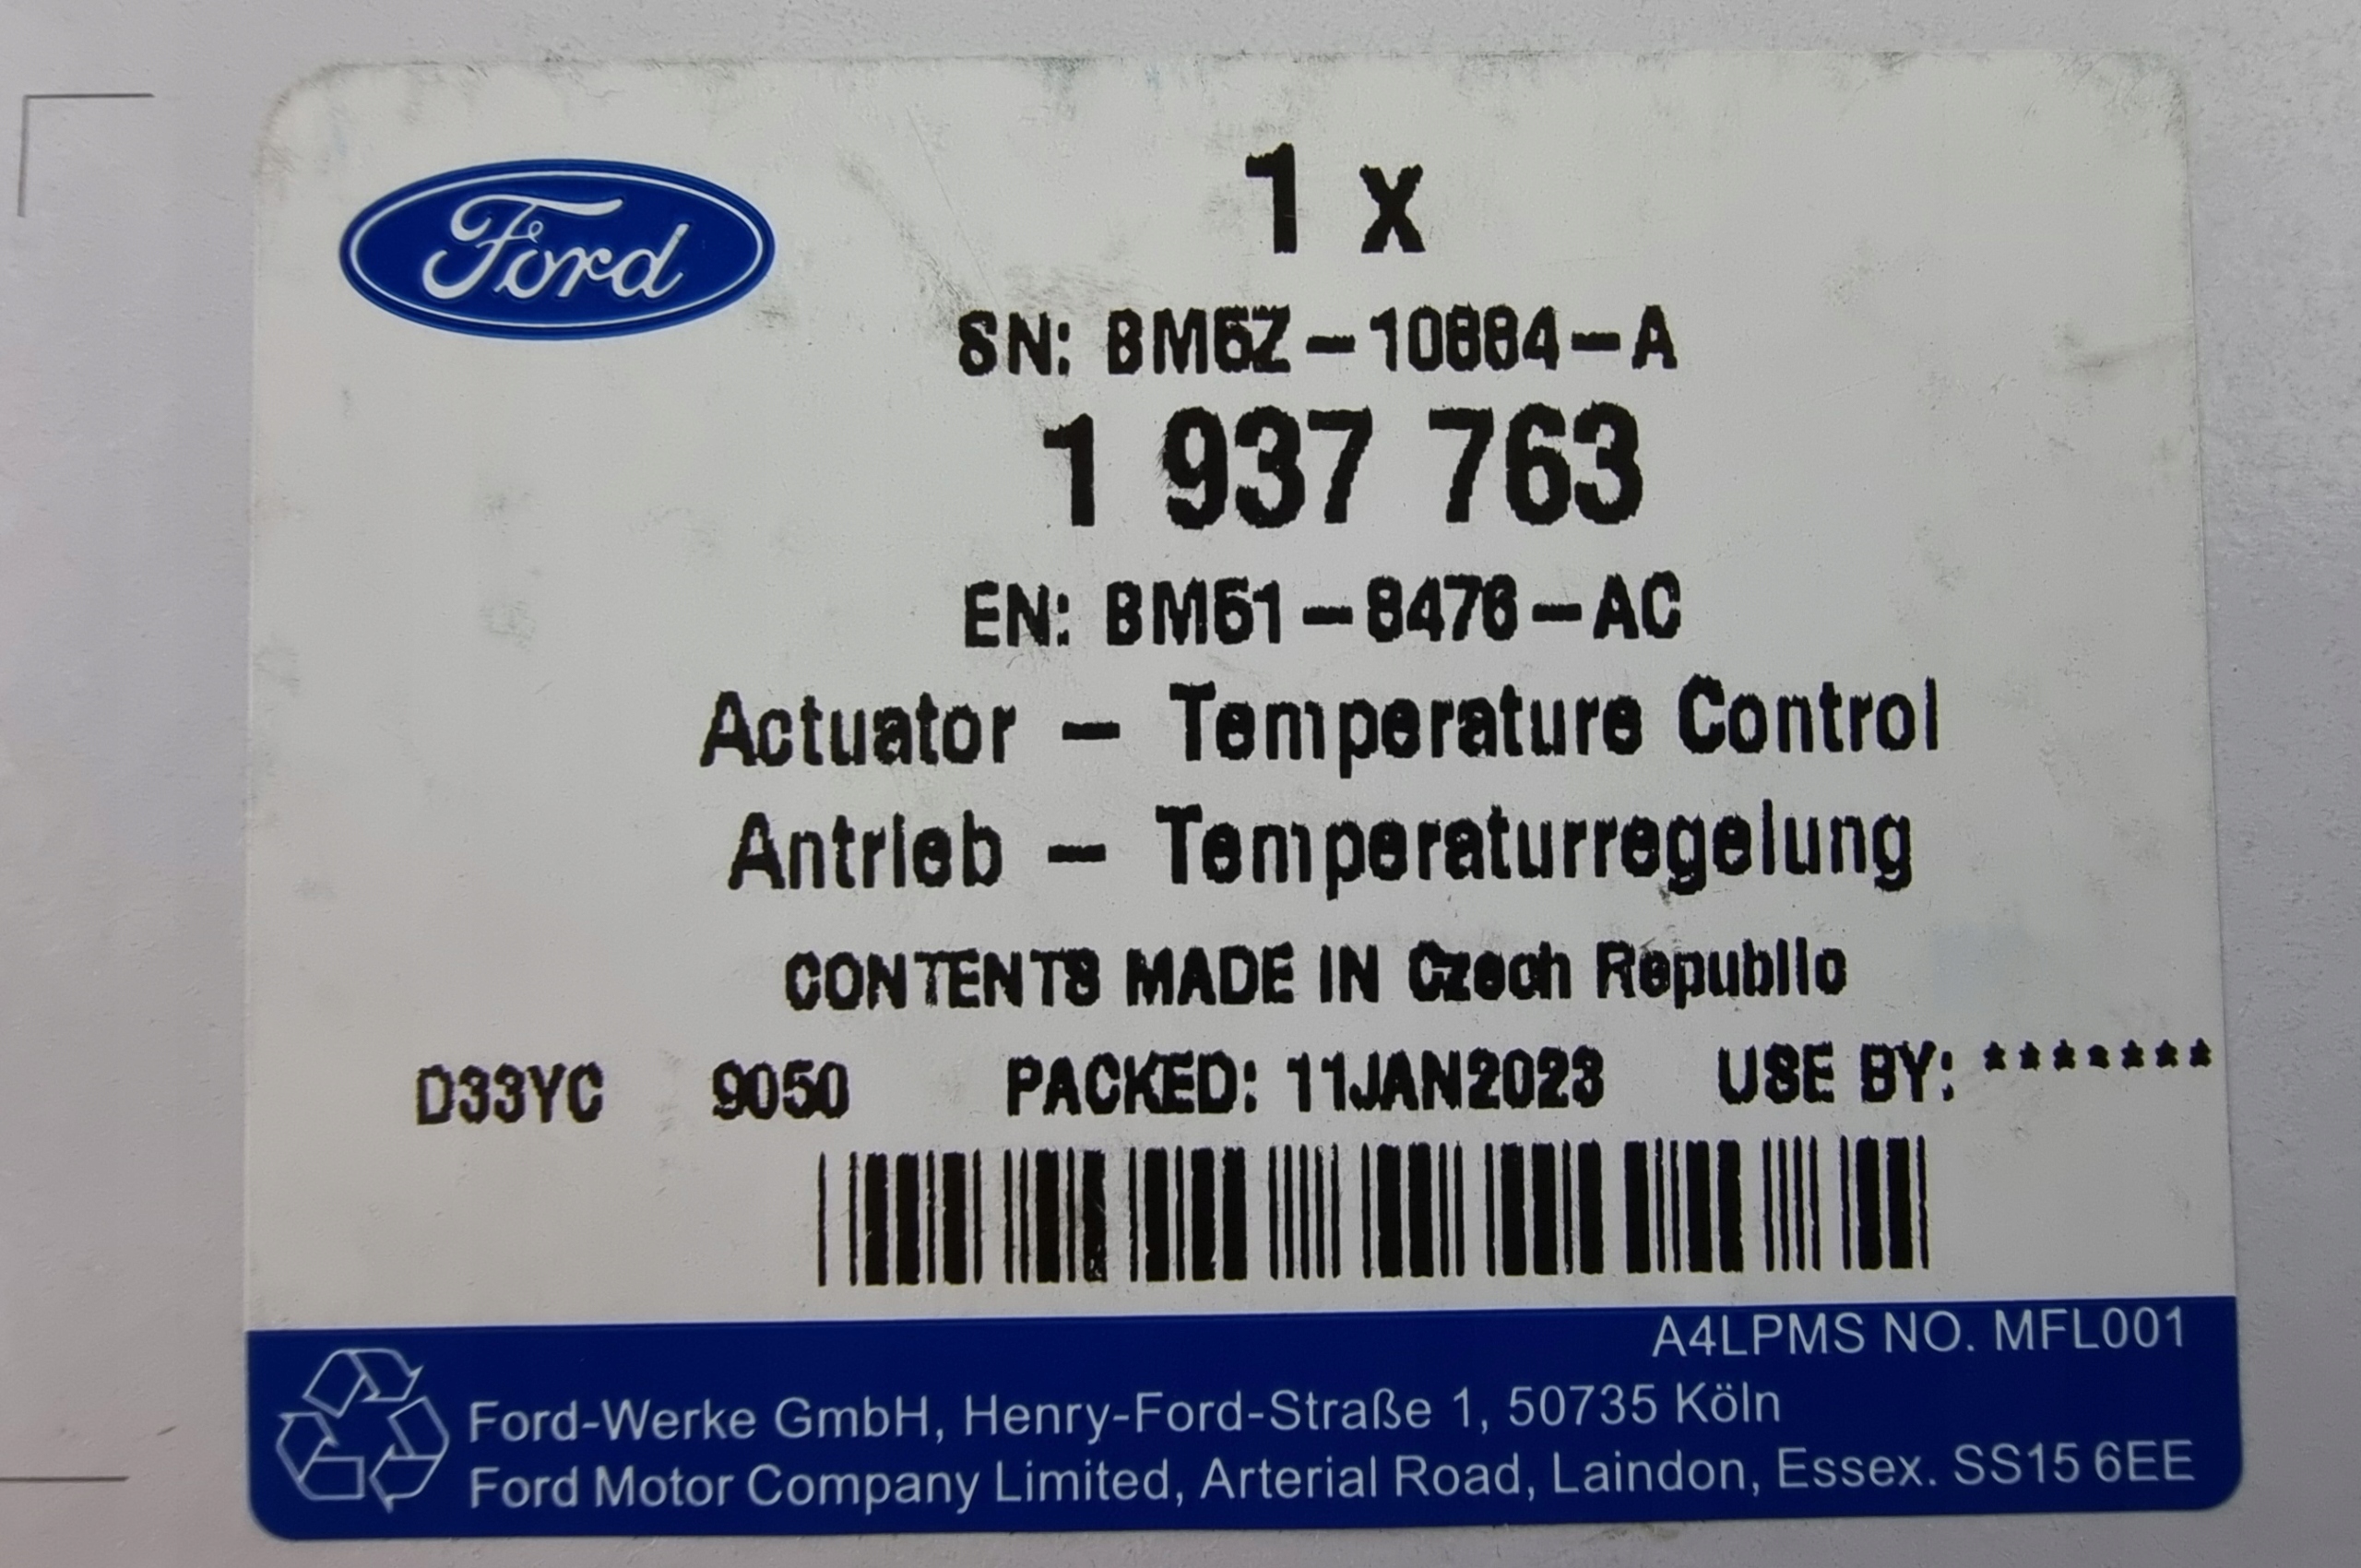 Ford
1 x
SN: BM5Z-10884-A
1 937 763
EN: BM51-8476-AC
Actuator - Temperature Control
Antrieb - Temperaturregelung
CONTENTS MADE IN Czech Republic
D33YC 9050 PACKED: 11JAN2023 USE BY: *******
A4LPMS NO. MFL001
Ford-Werke GmbH, Henry-Ford-Straße 1, 50735 Köln
Ford Motor Company Limited, Arterial Road, Laindon, Essex. SS15 6EE